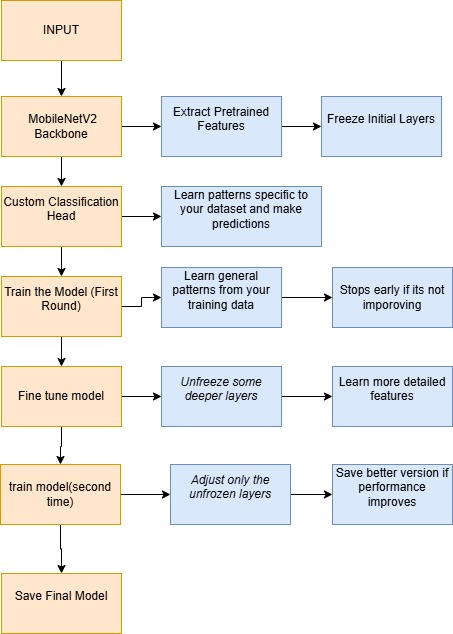 INPUT
MobileNetV2
Backbone
Extract Pretrained
Features
Freeze Initial Layers
Custom Classification
Head
Learn patterns specific to
your dataset and make
predictions
Train the Model (First
Round)
Learn general
patterns from your
training data
Stops early if its not
imporoving
Fine tune model
Unfreeze some
deeper layers
Learn more detailed
features
train model(second
time)
Adjust only the
unfrozen layers
Save better version if
performance
improves
Save Final Model